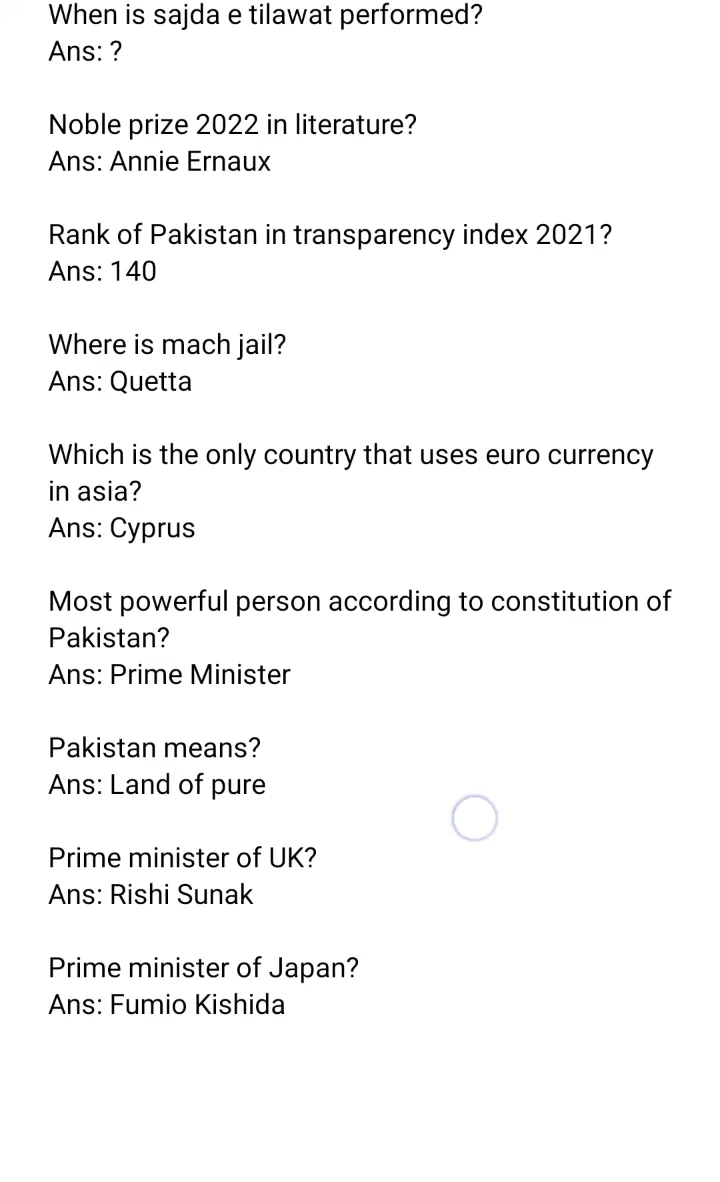 When is sajda e tilawat performed?
Ans: ?
Noble prize 2022 in literature?
Ans: Annie Ernaux
Rank of Pakistan in transparency index 2021?
Ans: 140
Where is mach jail?
Ans: Quetta
Which is the only country that uses euro currency
in asia?
Ans: Cyprus
Most powerful person according to constitution of
Pakistan?
Ans: Prime Minister
Pakistan means?
Ans: Land of pure
Prime minister of UK?
Ans: Rishi Sunak
Prime minister of Japan?
Ans: Fumio Kishida